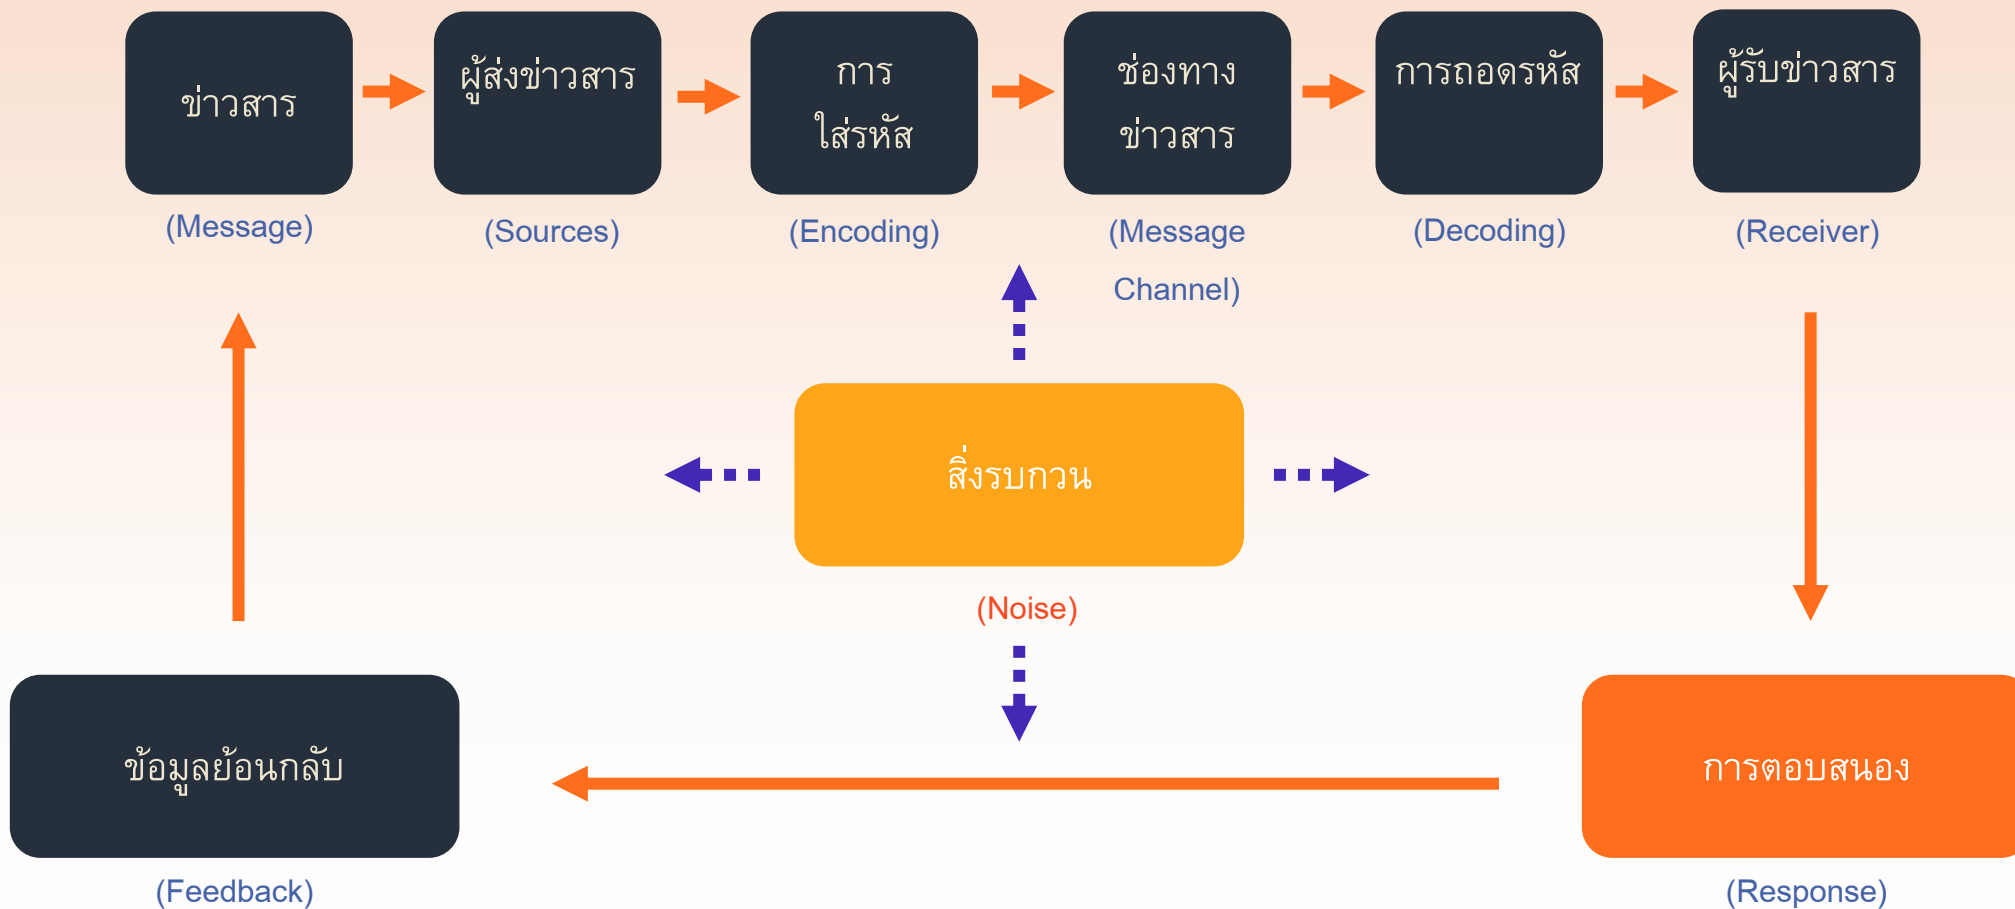 ข่าวสาร
ผู้ส่งข่าวสาร
การ
ใส่รหัส
ช่องทาง
ข่าวสาร
การถอดรหัส
ผู้รับข่าวสาร
(Message)
(Sources)
(Encoding)
(Message
Channel)
(Decoding)
(Receiver)
สิ่งรบกวน
(Noise)
ข้อมูลย้อนกลับ
(Feedback)
การตอบสนอง
(Response)